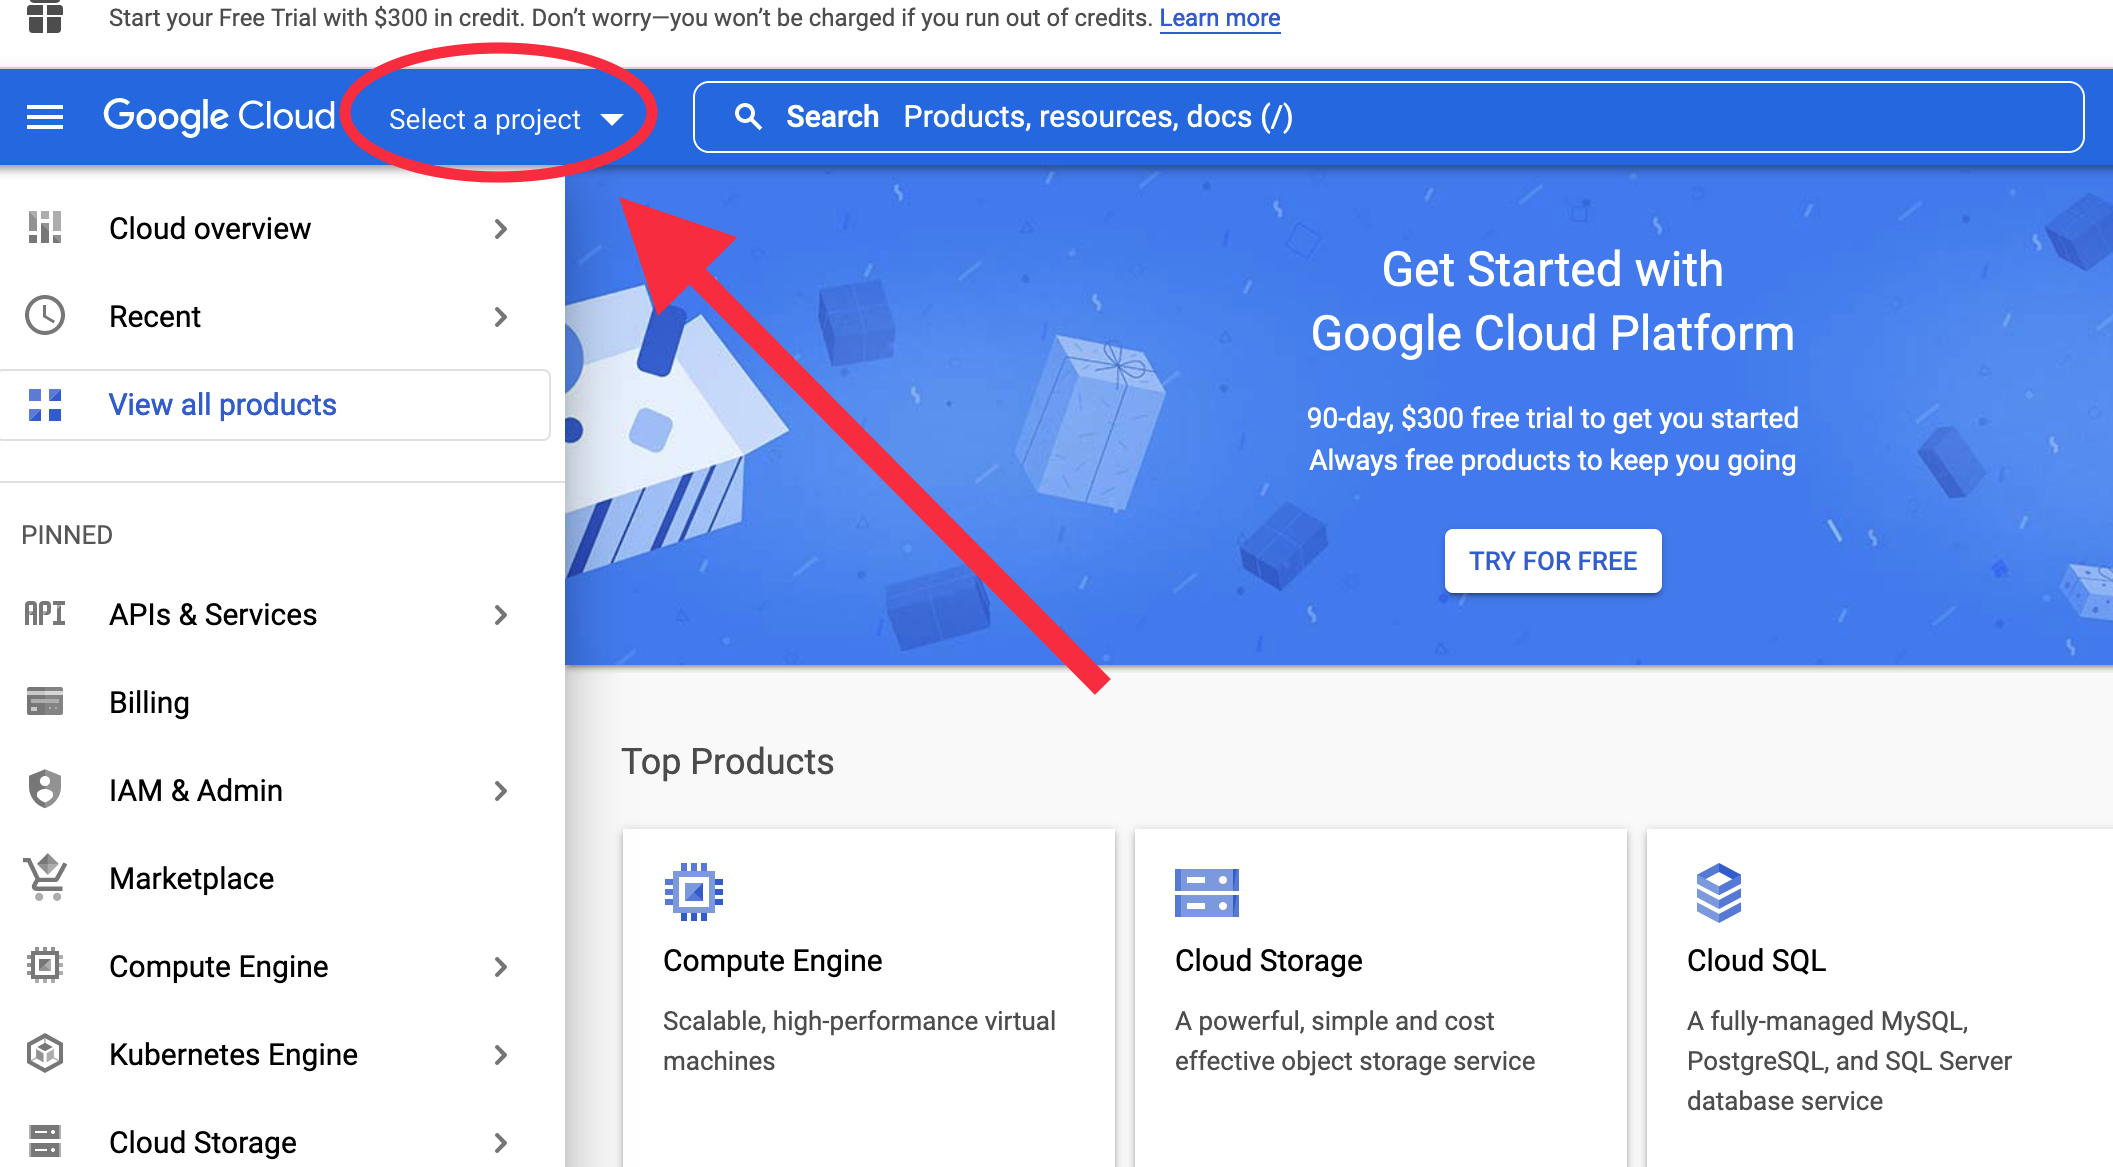 Start your Free Trial with $300 in credit. Don’t worry—you won’t be charged if you run out of credits. Learn more
Google Cloud
Select a project
Search Products, resources, docs (/)
Cloud overview
Recent
View all products
PINNED
API
APIs & Services
Billing
IAM & Admin
Marketplace
Compute Engine
Kubernetes Engine
Cloud Storage
Get Started with
Google Cloud Platform
90-day, $300 free trial to get you started
Always free products to keep you going
TRY FOR FREE
Top Products
Compute Engine
Scalable, high-performance virtual
machines
Cloud Storage
A powerful, simple and cost
effective object storage service
Cloud SQL
A fully-managed MySQL,
PostgreSQL, and SQL Server
database service